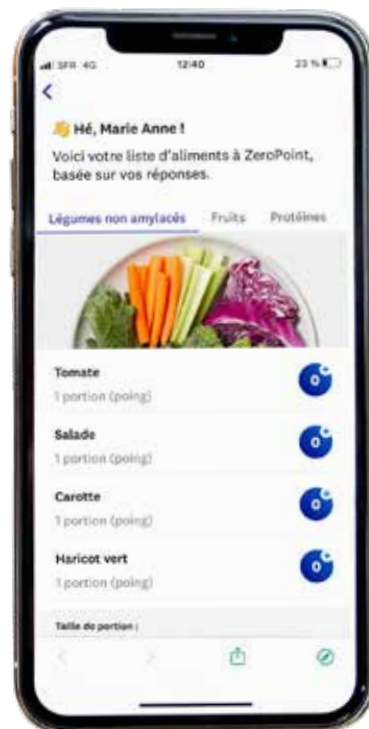 SFR 4G 12:40 23 %
Hé, Marie Anne !
Voici votre liste d'aliments à ZeroPoint,
basée sur vos réponses.
Légumes non amylacés Fruits Protéines
Tomate
1 portion (poing)
0
Salade
1 portion (poing)
0
Carotte
1 portion (poing)
0
Haricot vert
1 portion (poing)
0
Taille de portion :